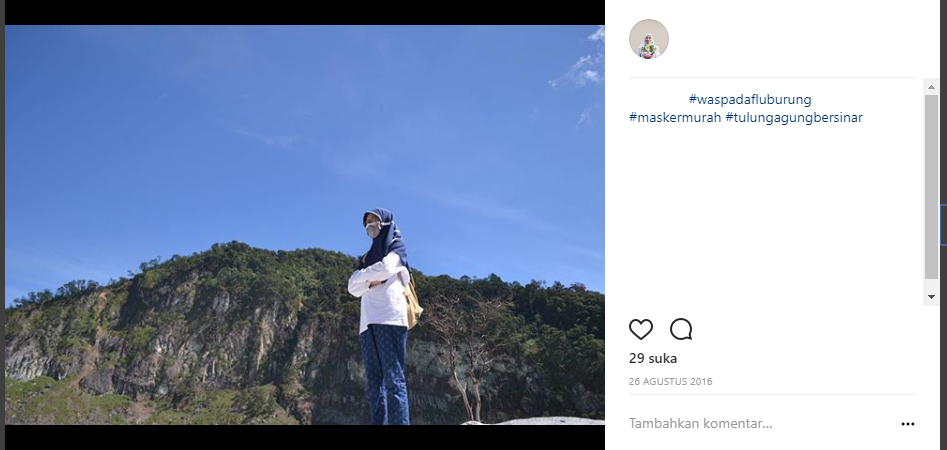 #waspadafluburung
#maskermurah #tulungagungbersinar
29 suka
26 AGUSTUS 2016
Tambahkan komentar...